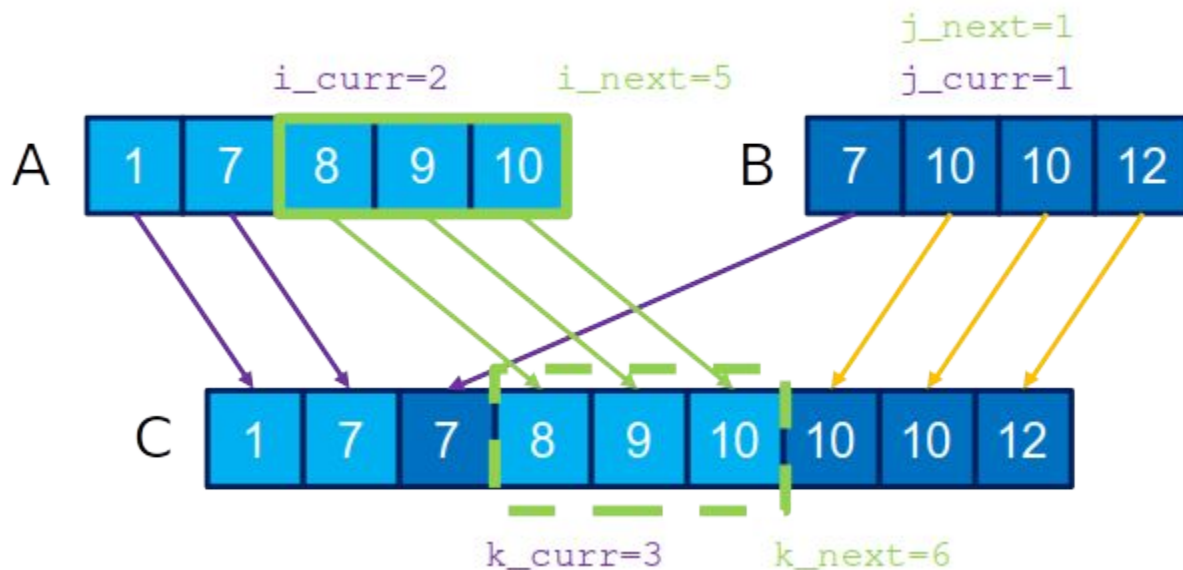 j_next=1
i_curr=2 i_next=5 j_curr=1
A 1 7 8 9 10 B 7 10 10 12
C 1 7 7 8 9 10 10 10 12
k_curr=3 k_next=6